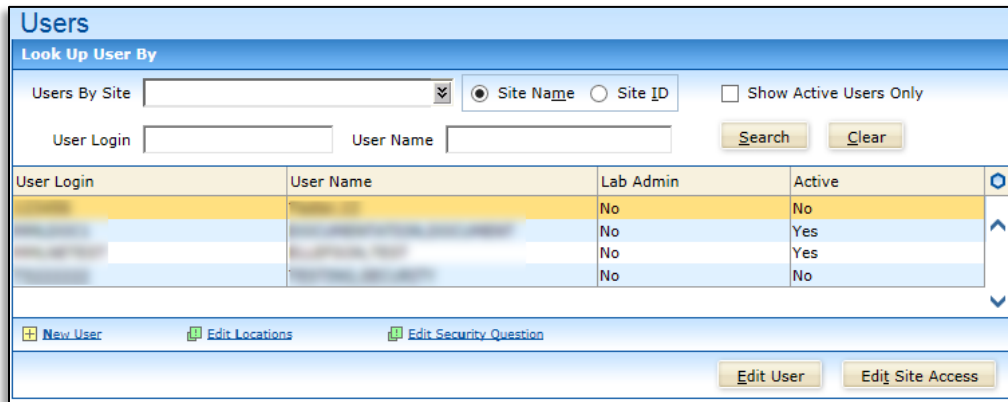 Users
Look Up User By
Users By Site Site Name Site ID Show Active Users Only
User Login User Name Search Clear
User Login User Name Lab Admin Active
No No
No Yes
No Yes
No No
New User Edit Locations Edit Security Question
Edit User Edit Site Access